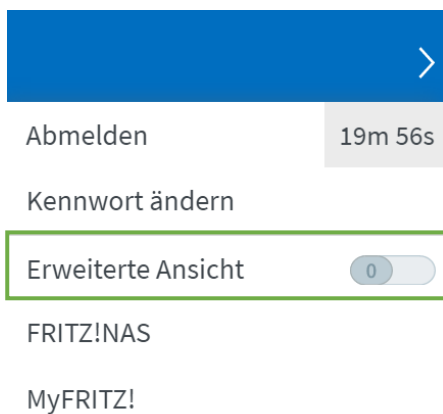 Abmelden 19m 56s
Kennwort ändern
Erweiterte Ansicht 0
FRITZ!NAS
MyFRITZ!